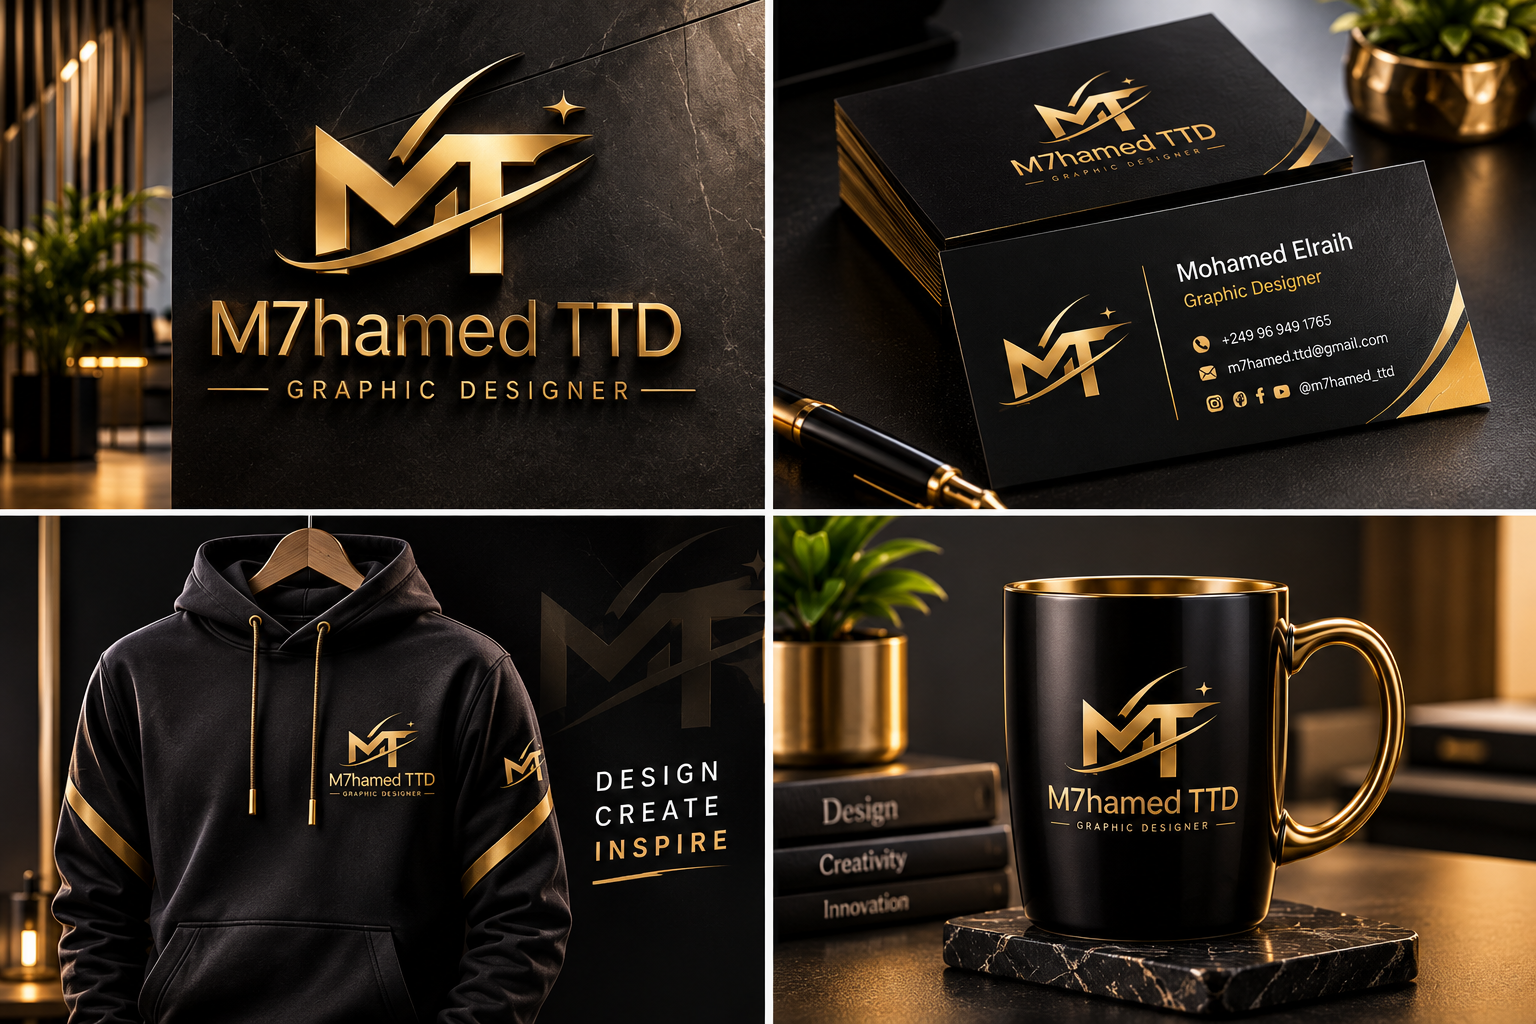 MT
M7hamed TTD
GRAPHIC DESIGNER
MT
M7hamed TTD
GRAPHIC DESIGNER
MT
Mohamed Elraih
Graphic Designer
+249 96 949 1765
m7hamed.ttd@gmail.com
@m7hamed_ttd
MT
M7hamed TTD
GRAPHIC DESIGNER
MT
MT
DESIGN
CREATE
INSPIRE
Design
Creativity
Innovation
MT
M7hamed TTD
GRAPHIC DESIGNER